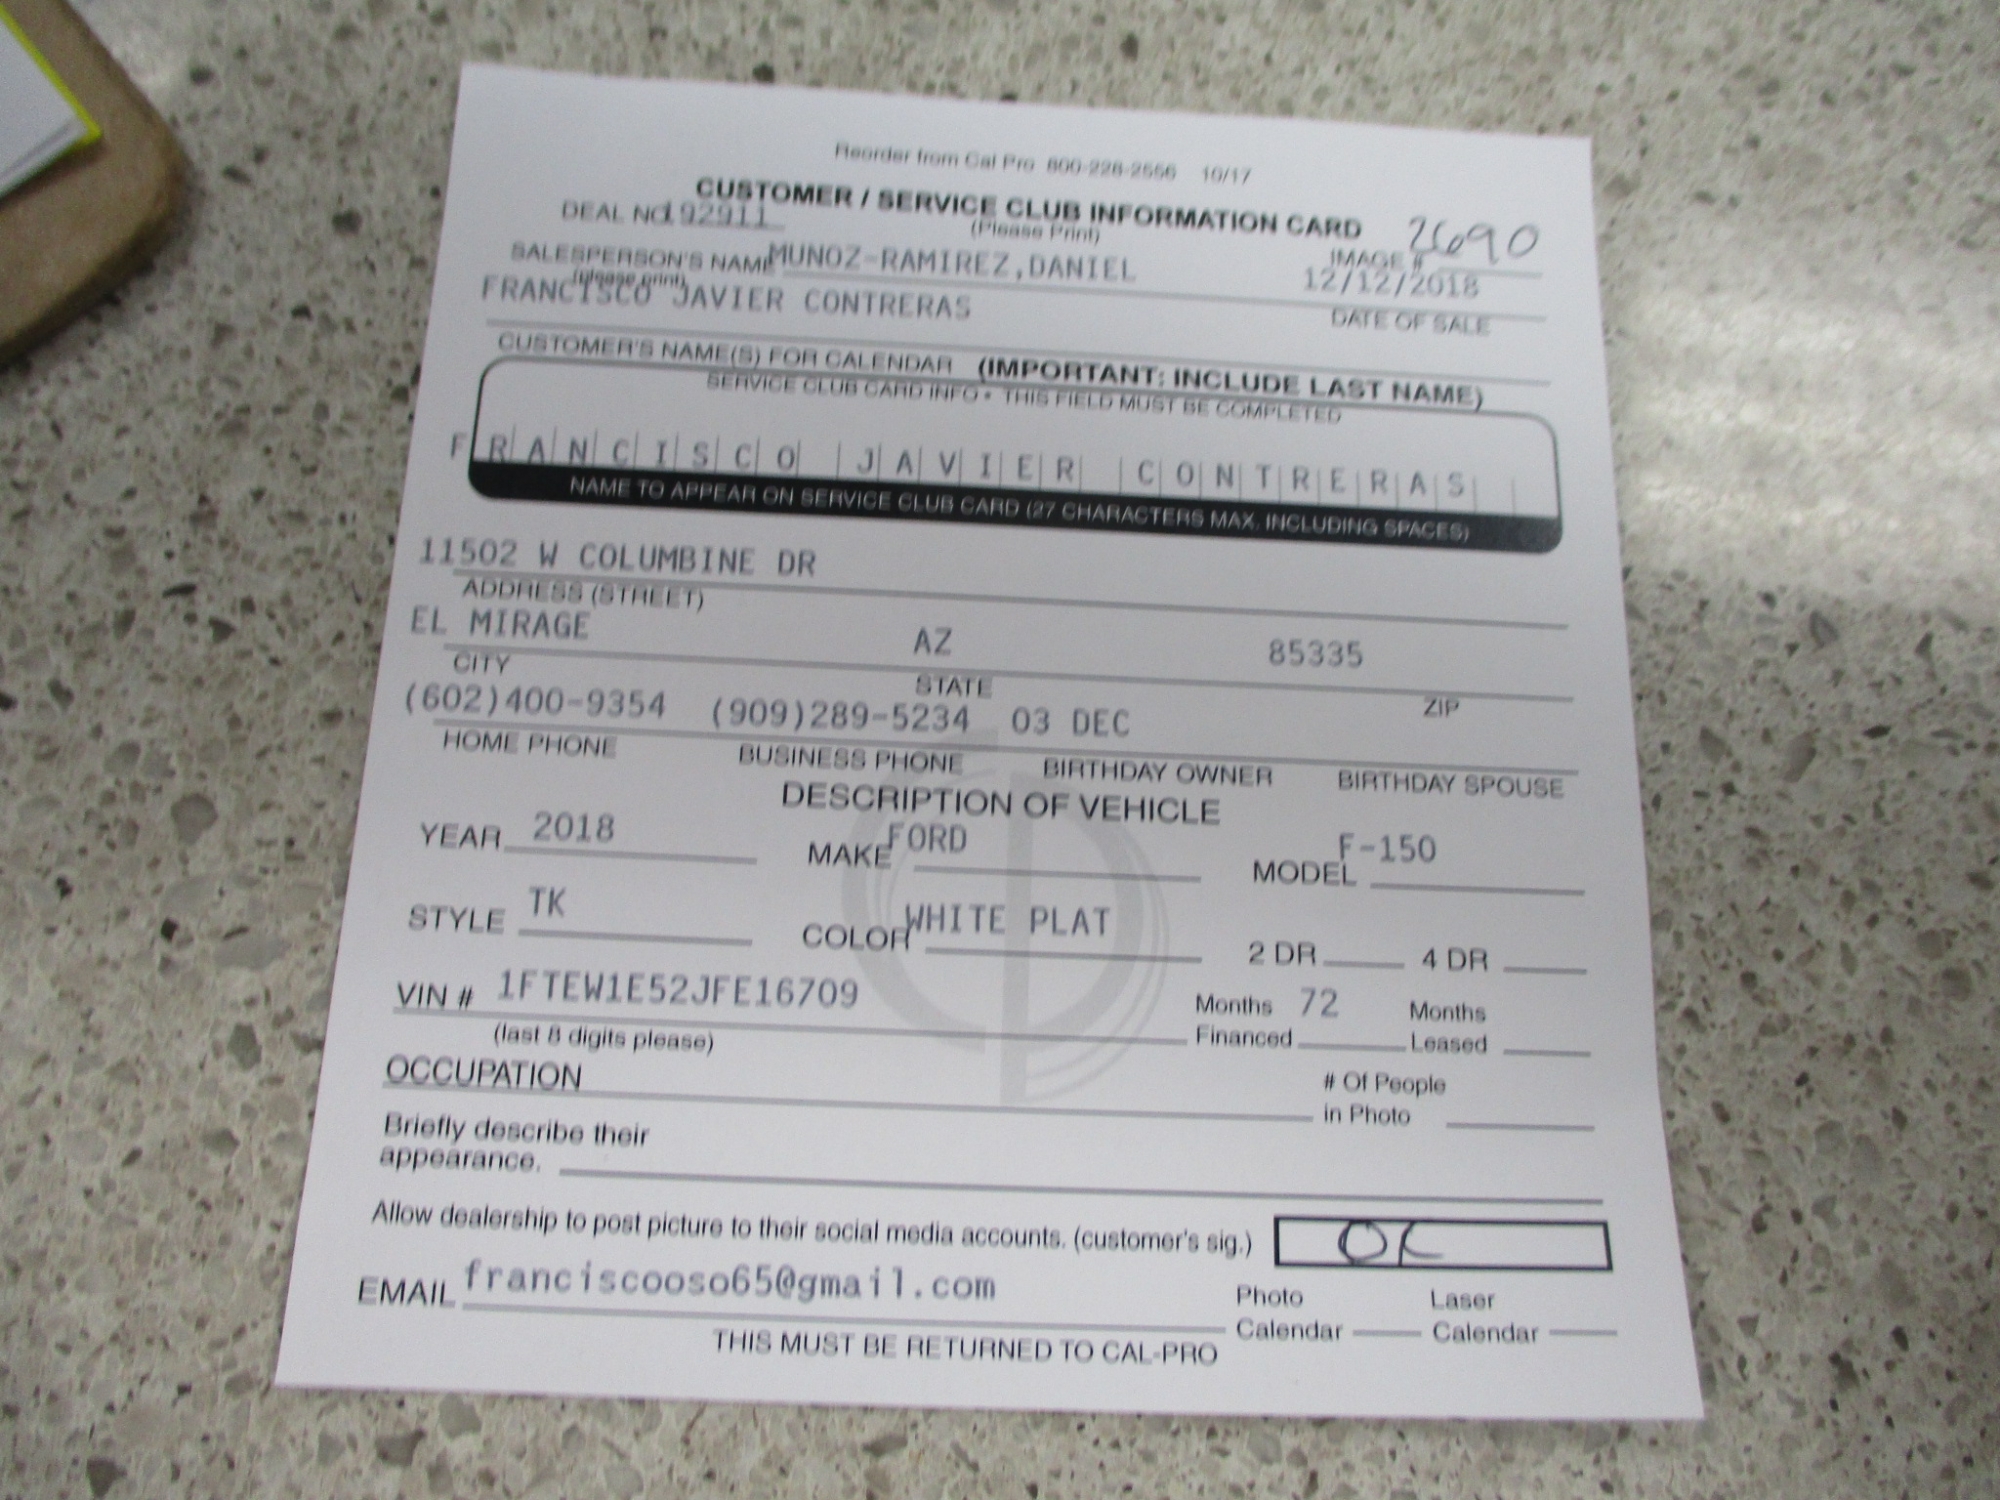 Reorder from Cal Pro 800-228-2556 10/17
CUSTOMER / SERVICE CLUB INFORMATION CARD
(Please Print)
DEAL NO. 192911
IMAGE # 2690
SALESPERSON'S NAME MUNOZ-RAMIREZ,DANIEL
(please print)
12/12/2018
DATE OF SALE
FRANCISCO JAVIER CONTRERAS
CUSTOMER'S NAME(S) FOR CALENDAR (IMPORTANT: INCLUDE LAST NAME)
SERVICE CLUB CARD INFO • THIS FIELD MUST BE COMPLETED
FRANCISCO JAVIER CONTRERAS
NAME TO APPEAR ON SERVICE CLUB CARD (27 CHARACTERS MAX. INCLUDING SPACES)
11502 W COLUMBINE DR
ADDRESS (STREET)
EL MIRAGE AZ 85335
CITY STATE ZIP
(602)400-9354 (909)289-5234 03 DEC
HOME PHONE BUSINESS PHONE BIRTHDAY OWNER BIRTHDAY SPOUSE
DESCRIPTION OF VEHICLE
YEAR 2018 MAKE FORD MODEL F-150
STYLE TK COLOR WHITE PLAT 2 DR 4 DR
VIN # 1FTEW1E52JFE16709
(last 8 digits please)
Months Financed 72 Months Leased
OCCUPATION
# Of People in Photo
Briefly describe their
appearance.
Allow dealership to post picture to their social media accounts. (customer's sig.) OK
EMAIL franciscooso65@gmail.com
Photo Calendar Laser Calendar
THIS MUST BE RETURNED TO CAL-PRO